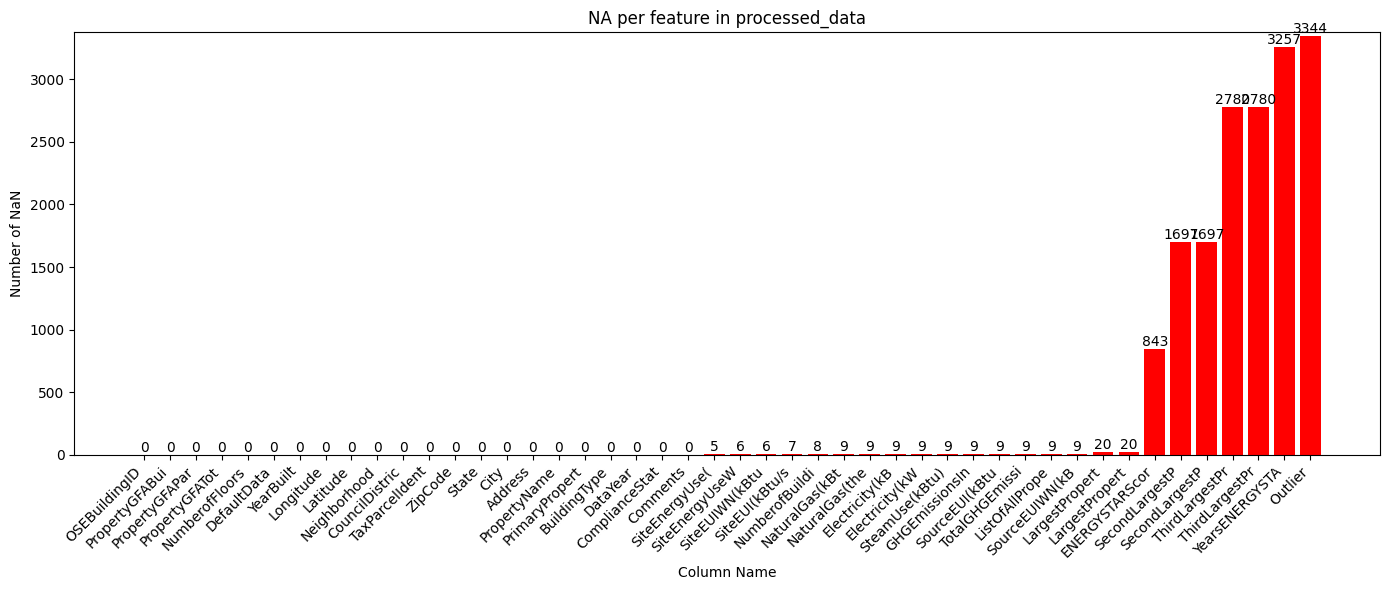 NA per feature in processed_data
Number of NaN
3000
2500
2000
1500
1000
500
0
0 0 0 0 0 0 0 0 0 0 0 0 0 0 0 0 0 0 0 0 0 0 5 6 6 7 8 9 9 9 9 9 9 9 9 9 9 20 20 843 1697 1697 2780 2780 3257 3344
OSEBuildingID
PropertyGFABui
PropertyGFAPar
PropertyGFATot
NumberofFloors
DefaultData
YearBuilt
Longitude
Latitude
Neighborhood
CouncilDistric
TaxParcelIdent
ZipCode
State
City
Address
PropertyName
PrimaryPropert
BuildingType
DataYear
ComplianceStat
Comments
SiteEnergyUse(
SiteEnergyUseW
SiteEUIWN(kBtu
SiteEUI(kBtu/s
NumberofBuildi
NaturalGas(kBt
NaturalGas(the
Electricity(kB
Electricity(kW
SteamUse(kBtu)
GHGEmissionsIn
SourceEUI(kBtu
TotalGHGEmissi
ListOfAllPrope
SourceEUIWN(kB
LargestPropert
LargestPropert
ENERGYSTARScor
SecondLargestP
SecondLargestP
ThirdLargestPr
ThirdLargestPr
YearsENERGYSTA
Outlier
Column Name